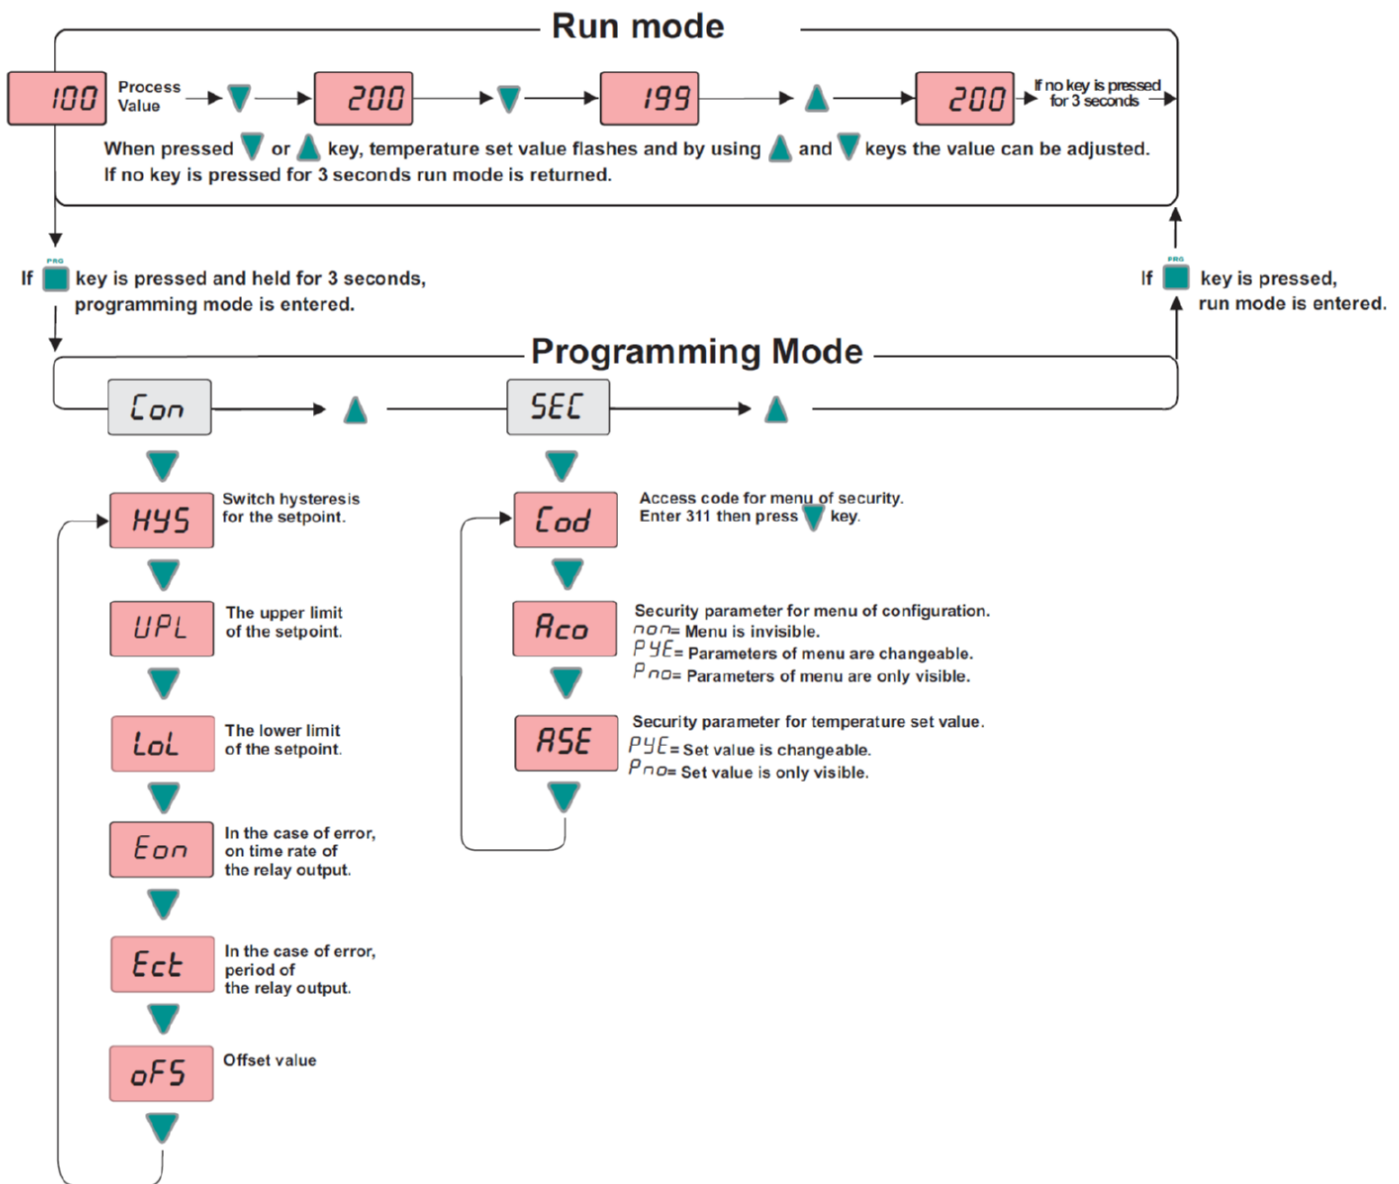 Run mode
100
Process
Value
200
199
200
If no key is pressed
for 3 seconds
When pressed or key, temperature set value flashes and by using and keys the value can be adjusted.
If no key is pressed for 3 seconds run mode is returned.
PRG
If key is pressed and held for 3 seconds,
programming mode is entered.
PRG
If key is pressed,
run mode is entered.
Programming Mode
Con
SEC
HYS
Switch hysteresis
for the setpoint.
UPL
The upper limit
of the setpoint.
LoL
The lower limit
of the setpoint.
Eon
In the case of error,
on time rate of
the relay output.
Ect
In the case of error,
period of
the relay output.
oFS
Offset value
Cod
Access code for menu of security.
Enter 311 then press key.
Aco
Security parameter for menu of configuration.
non= Menu is invisible.
PYE= Parameters of menu are changeable.
Pno= Parameters of menu are only visible.
ASE
Security parameter for temperature set value.
PYE= Set value is changeable.
Pno= Set value is only visible.